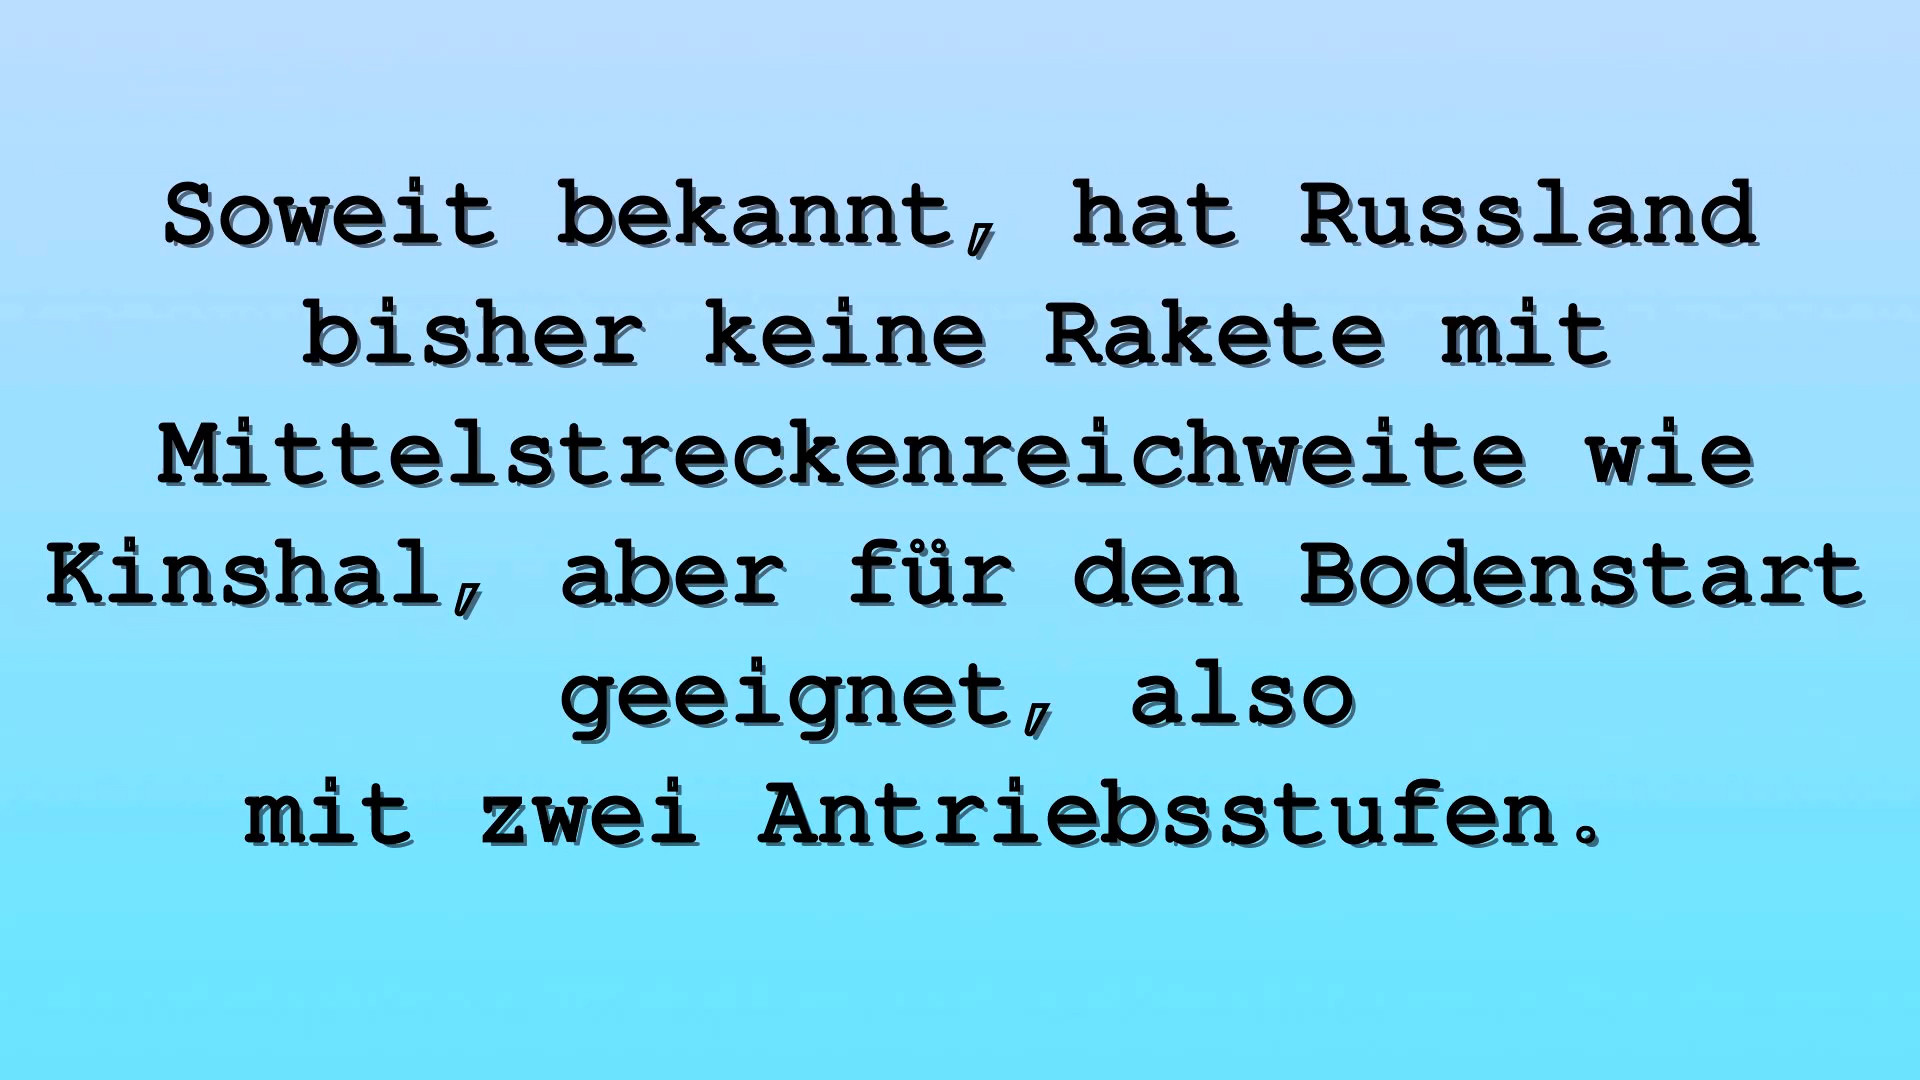 Soweit bekannt, hat Russland
bisher keine Rakete mit
Mittelstreckenreichweite wie
Kinshal, aber für den Bodenstart
geeignet, also
mit zwei Antriebsstufen.